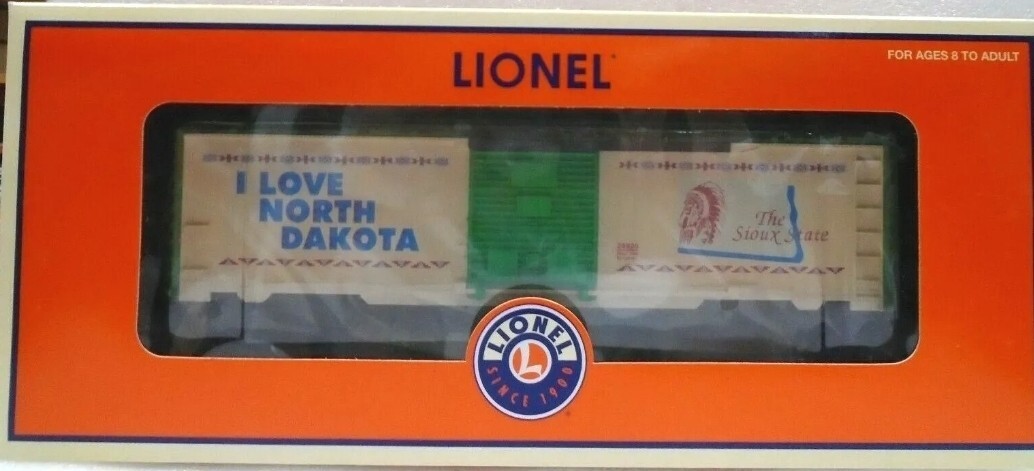 LIONEL
FOR AGES 8 TO ADULT
I LOVE
NORTH
DAKOTA
The
Sioux State
LIONEL
L
SINCE 1900